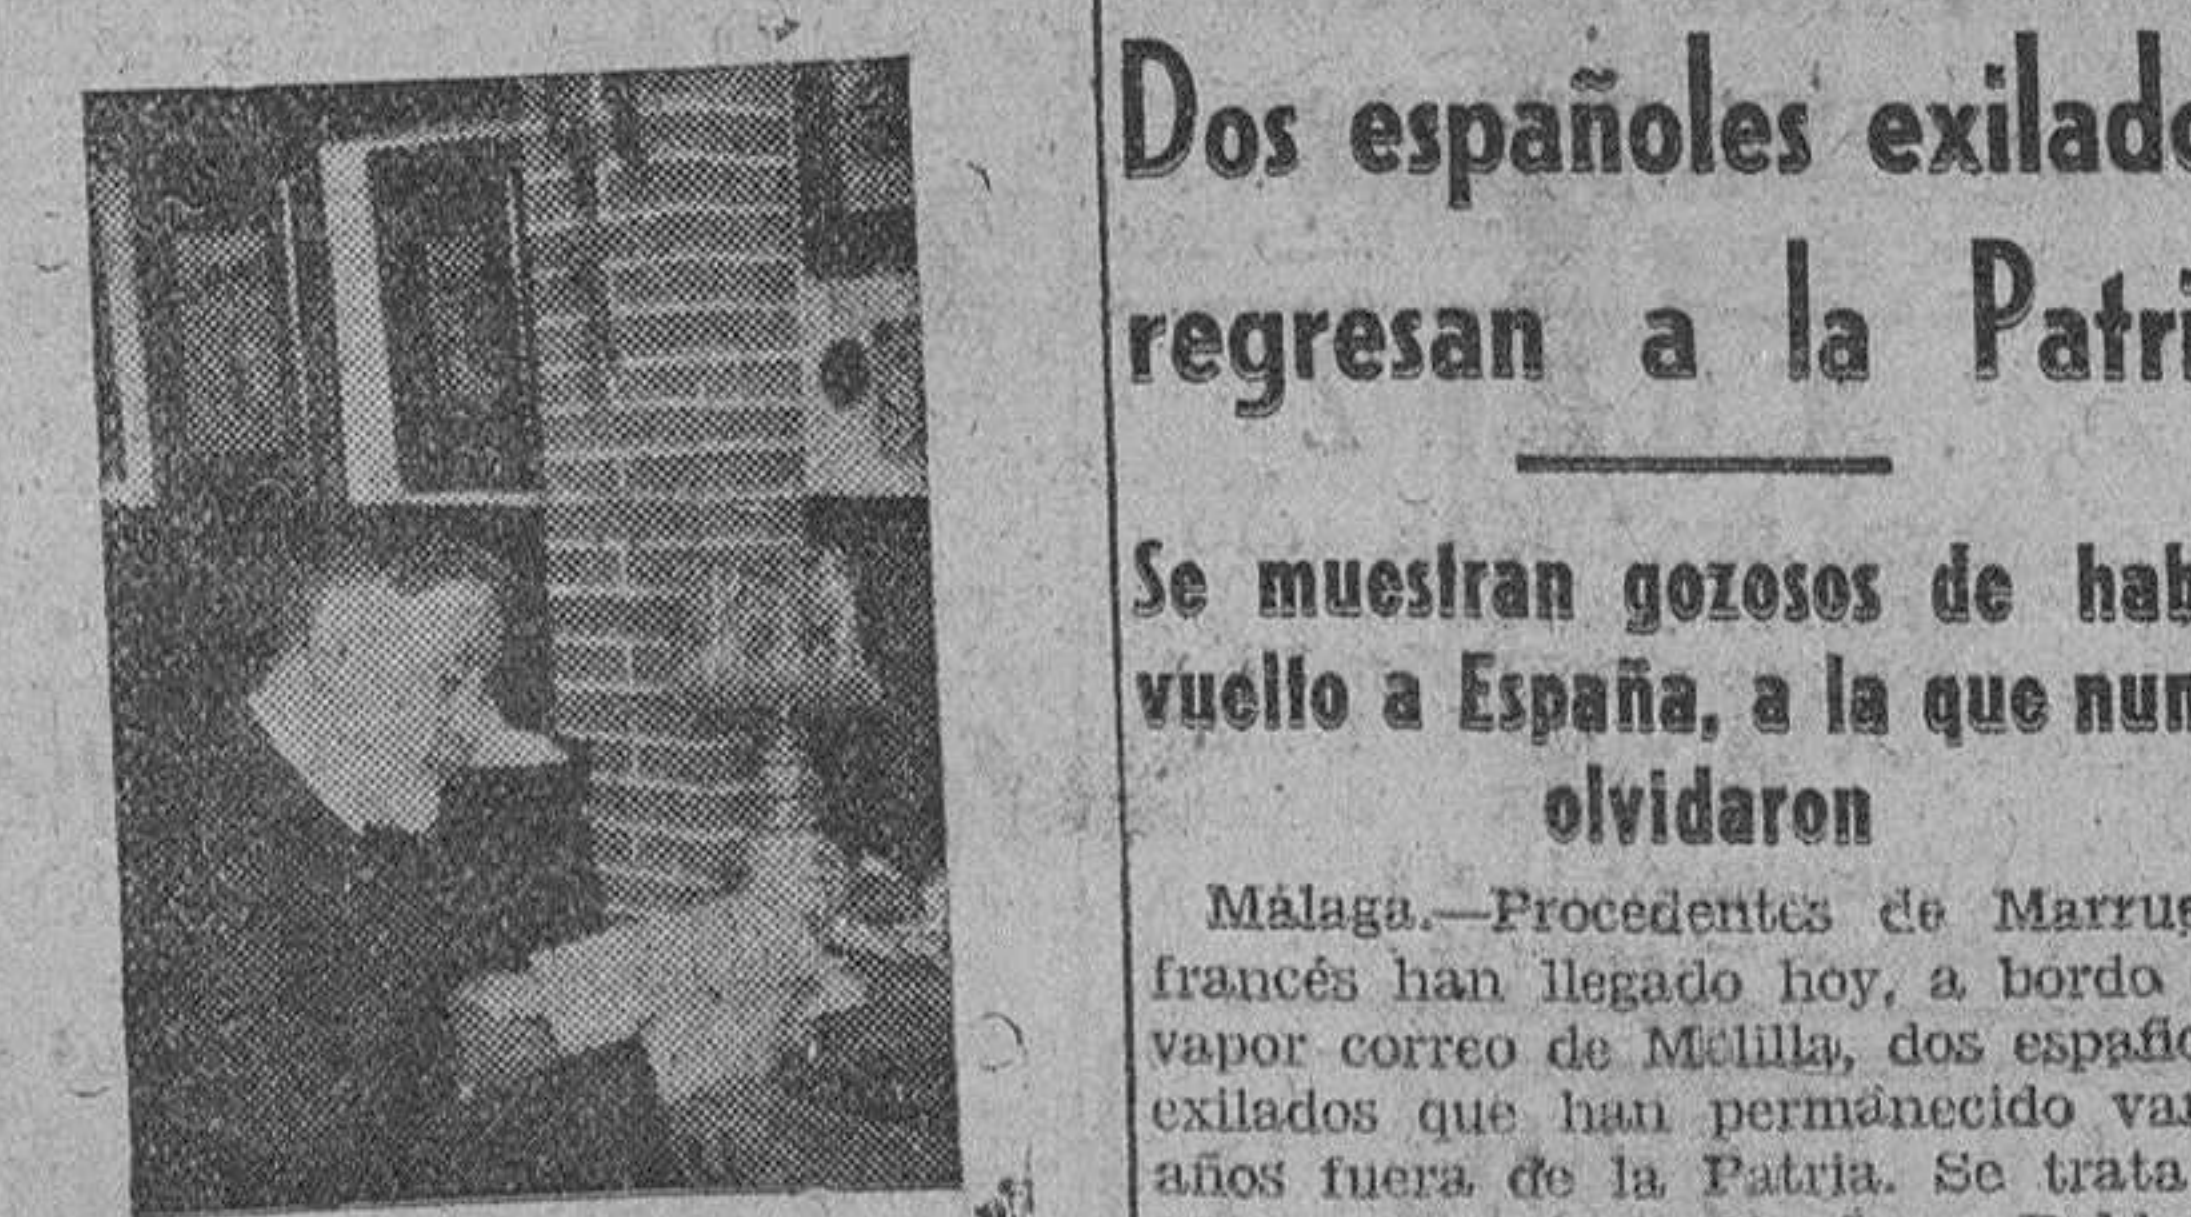 Dos españoles exilado
regresan a la Patri
Se muestran gozosos de hab
vuelto a España, a la que nun
olvidaron
Málaga.—Procedentes de Marrue
francés han llegado hoy, a bordo
vapor correo de Melilla, dos españo
exilados que han permanecido var
años fuera de la Patria. Se trata